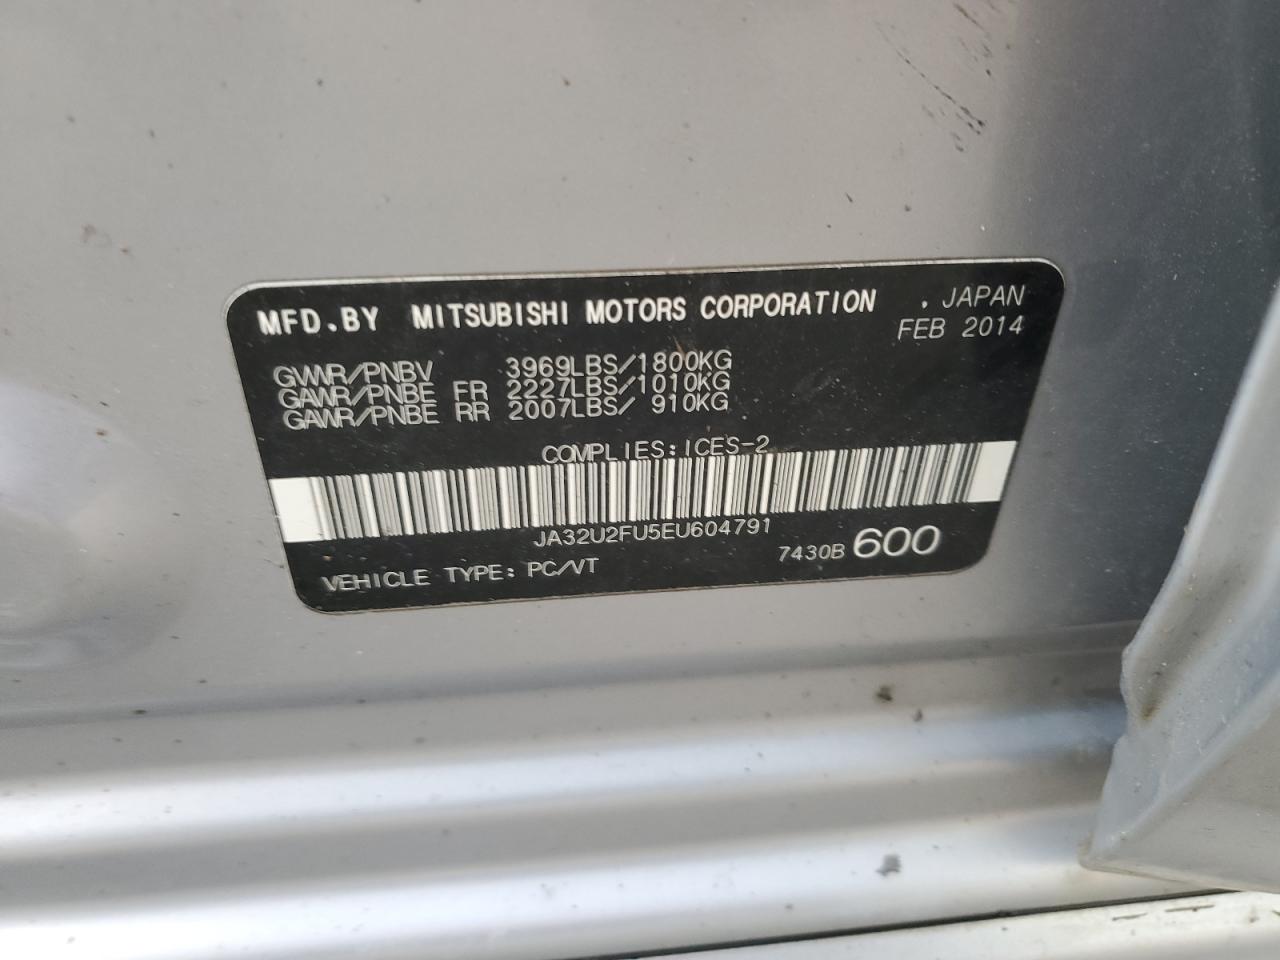 MFD.BY MITSUBISHI MOTORS CORPORATION . JAPAN
FEB 2014
GVWR/PNBV 3969LBS/1800KG
GAWR/PNBE FR 2227LBS/1010KG
GAWR/PNBE RR 2007LBS/ 910KG
COMPLIES:ICES-2
JA32U2FU5EU604791
7430B 600
VEHICLE TYPE: PC/VT